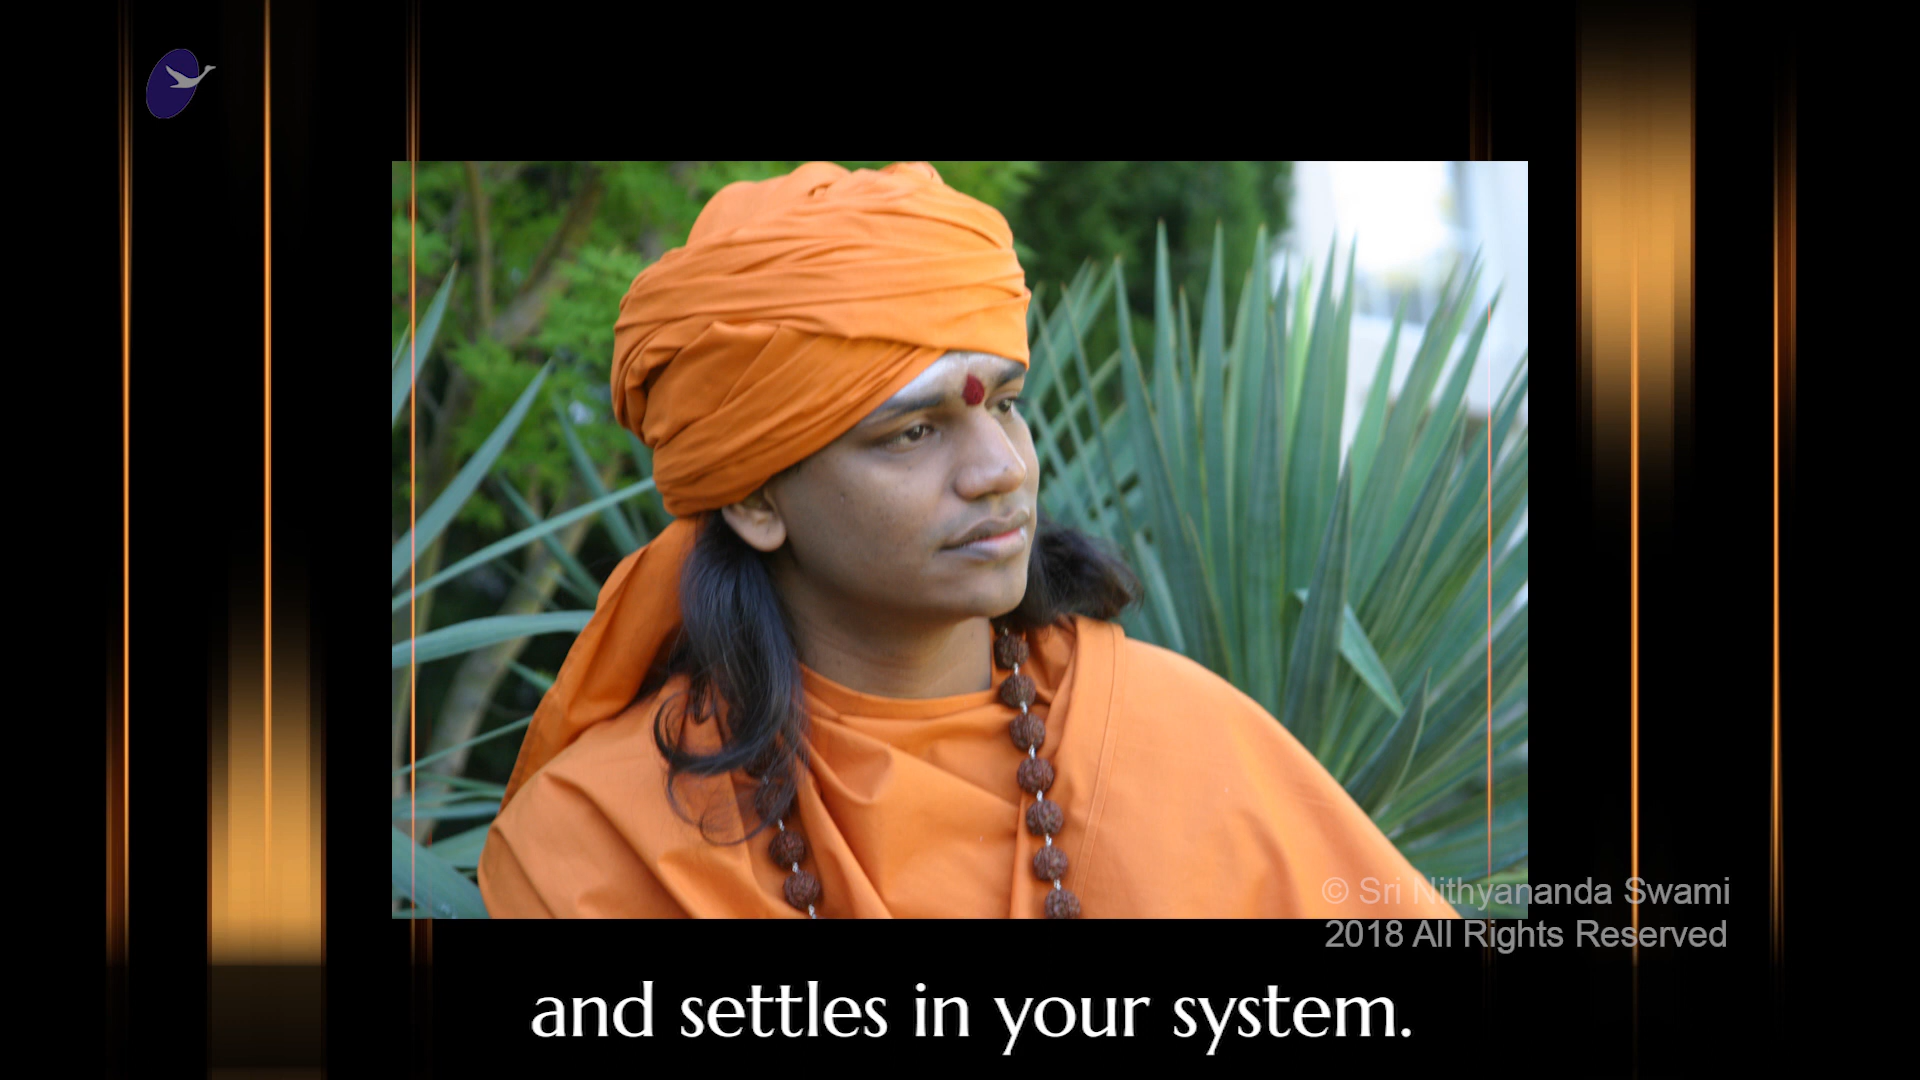 © Sri Nithyananda Swami
2018 All Rights Reserved
and settles in your system.